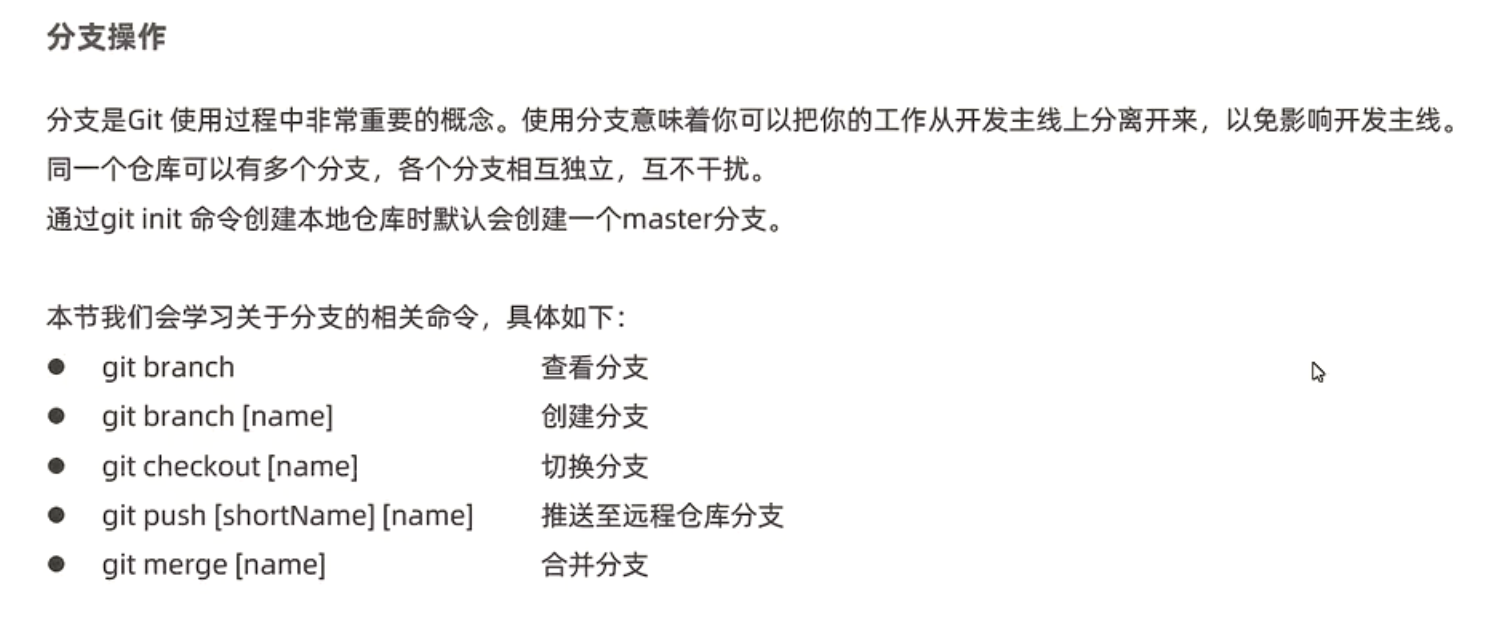 分支操作
分支是Git 使用过程中非常重要的概念。使用分支意味着你可以把你的工作从开发主线上分离开来，以免影响开发主线。
同一个仓库可以有多个分支，各个分支相互独立，互不干扰。
通过git init 命令创建本地仓库时默认会创建一个master分支。
本节我们会学习关于分支的相关命令，具体如下：
● git branch 查看分支
● git branch [name] 创建分支
● git checkout [name] 切换分支
● git push [shortName] [name] 推送至远程仓库分支
● git merge [name] 合并分支